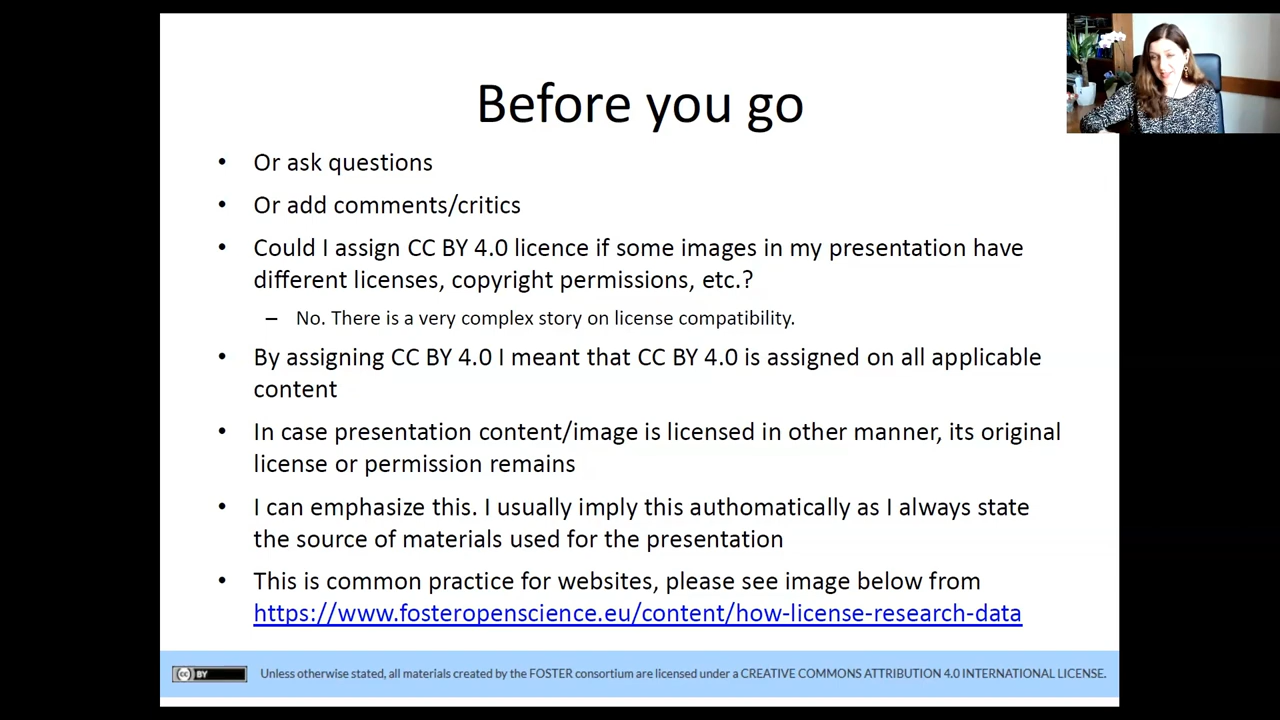 Before you go
• Or ask questions
• Or add comments/critics
• Could I assign CC BY 4.0 licence if some images in my presentation have
different licenses, copyright permissions, etc.?
– No. There is a very complex story on license compatibility.
• By assigning CC BY 4.0 I meant that CC BY 4.0 is assigned on all applicable
content
• In case presentation content/image is licensed in other manner, its original
license or permission remains
• I can emphasize this. I usually imply this authomatically as I always state
the source of materials used for the presentation
• This is common practice for websites, please see image below from
https://www.fosteropenscience.eu/content/how-license-research-data
cc BY Unless otherwise stated, all materials created by the FOSTER consortium are licensed under a CREATIVE COMMONS ATTRIBUTION 4.0 INTERNATIONAL LICENSE.